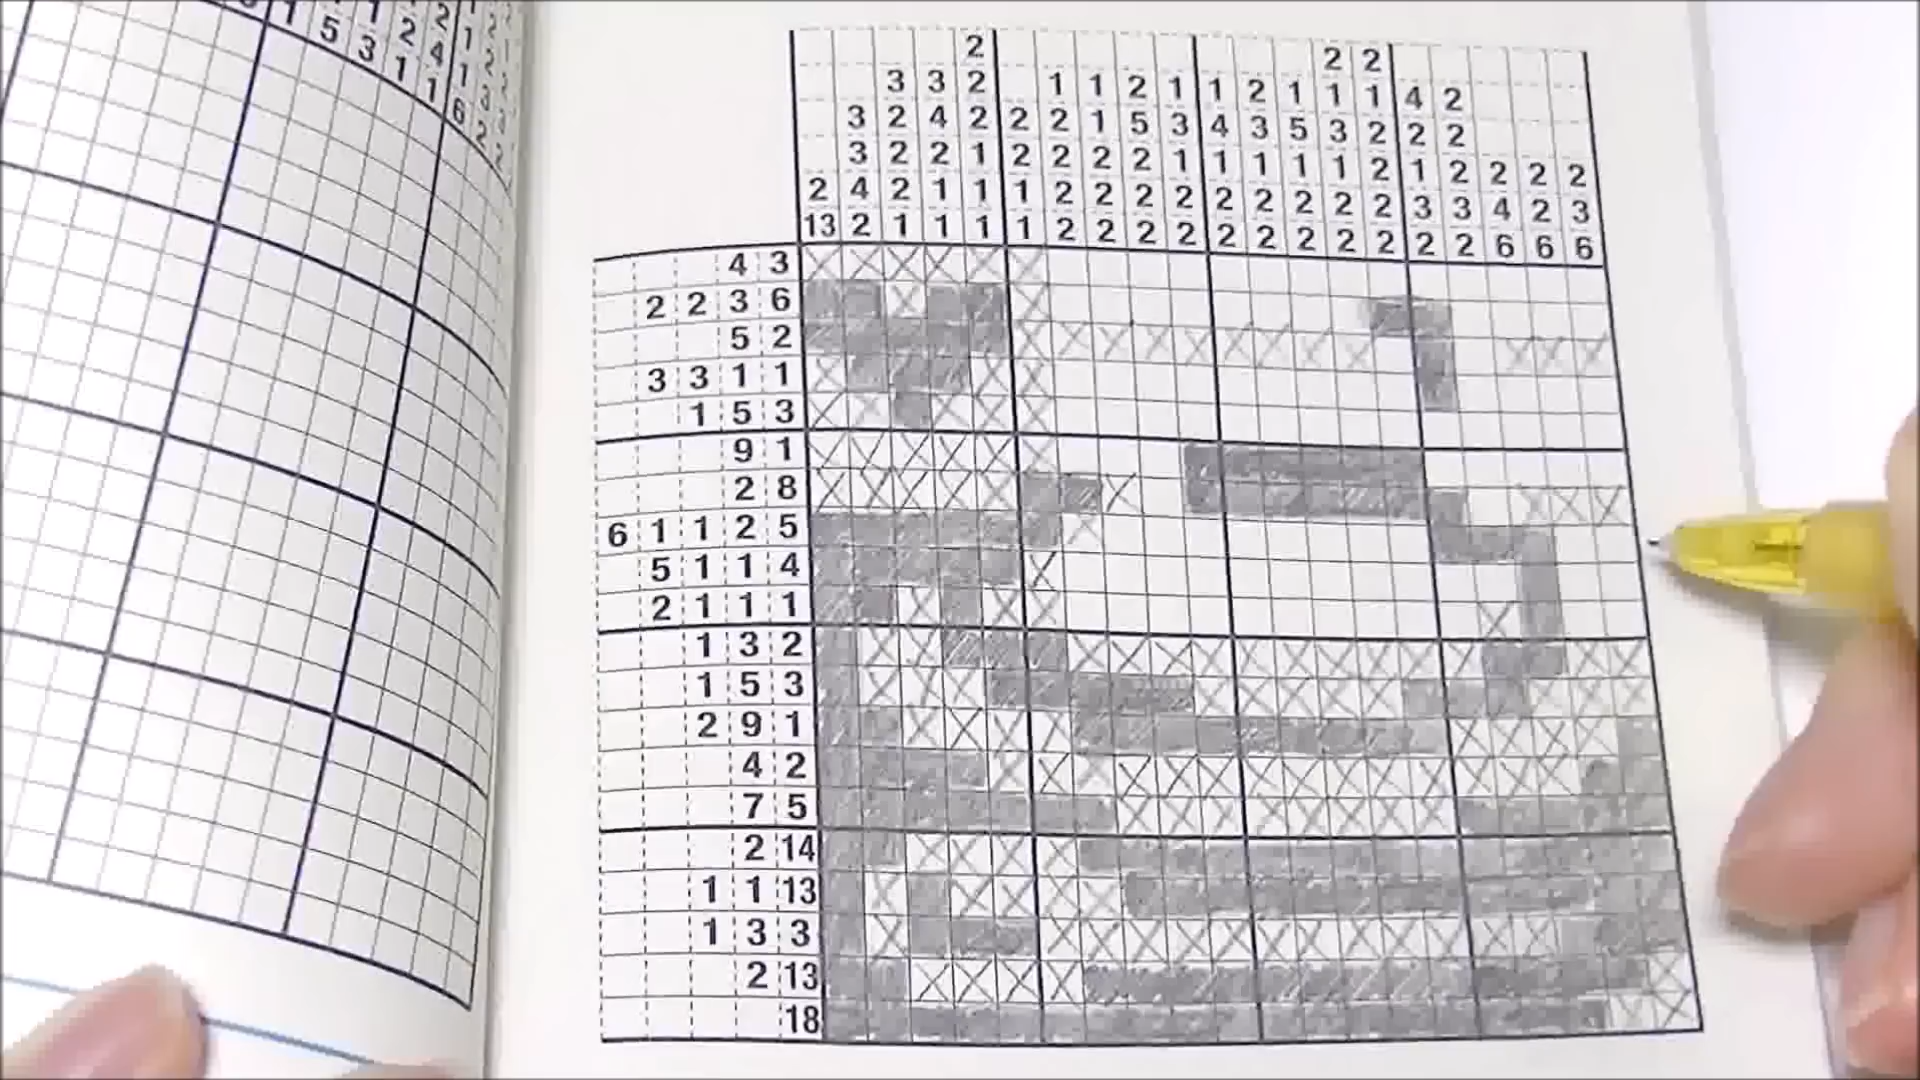 1 5 3 1 1 6 2
2 2 2
3 3 2 1 1 2 1 1 2 1 1 1 4 2
3 2 4 2 2 2 1 5 3 4 3 5 3 2 2 2
3 2 2 1 2 2 2 2 1 1 1 1 1 2 1 2 2 2 2
2 4 2 1 1 1 2 2 2 2 2 2 2 2 2 3 3 4 2 3
13 2 1 1 1 1 2 2 2 2 2 2 2 2 2 2 2 6 6 6
4 3
2 2 3 6
5 2
3 3 1 1
1 5 3
9 1
2 8
6 1 1 2 5
5 1 1 4
2 1 1 1
1 3 2
1 5 3
2 9 1
4 2
7 5
2 14
1 1 13
1 3 3
2 13
18